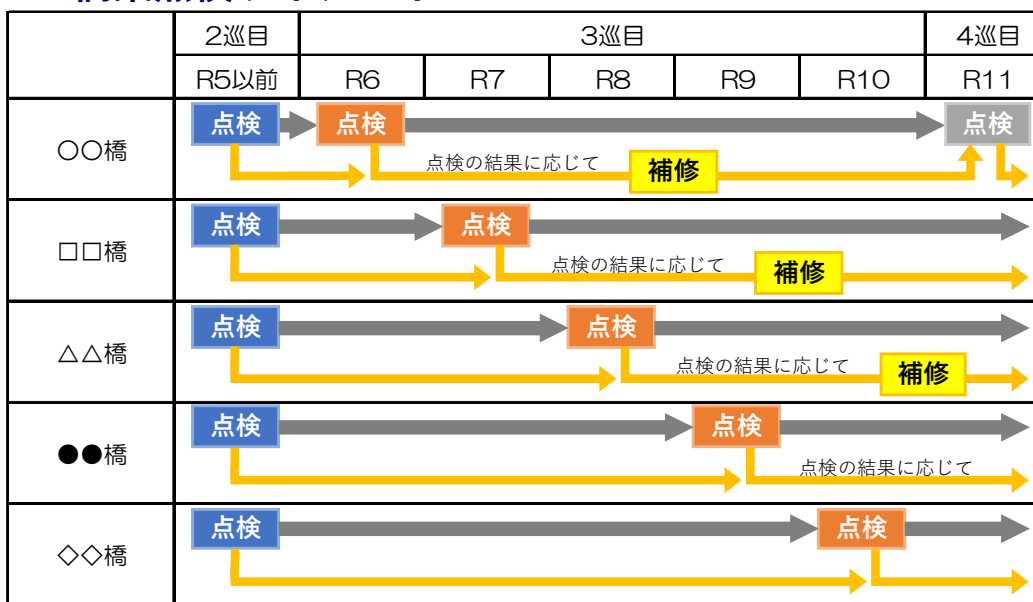 2巡目 3巡目 4巡目
R5以前 R6 R7 R8 R9 R10 R11
○○橋 点検 点検 点検
点検の結果に応じて 補修
□□橋 点検 点検
点検の結果に応じて 補修
△△橋 点検 点検
点検の結果に応じて 補修
●●橋 点検 点検
点検の結果に応じて
◇◇橋 点検 点検